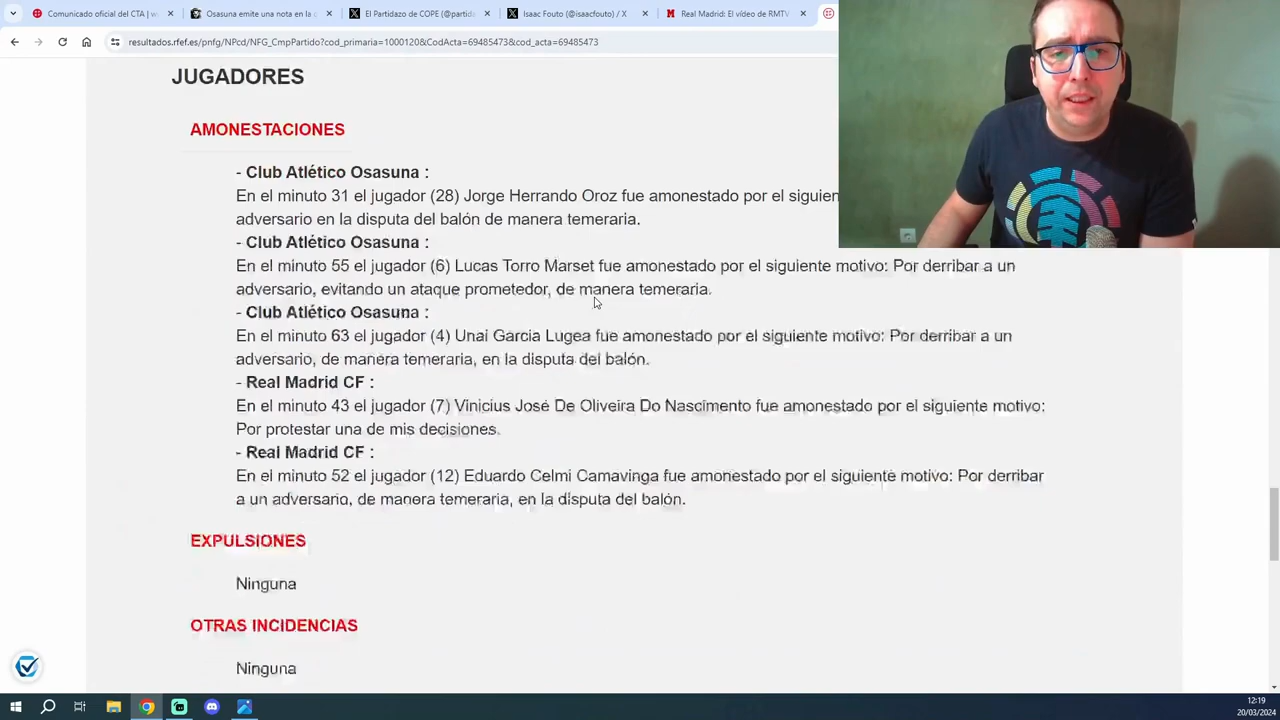 Comunicado oficial del CTA | w
Osasuna emite una nota en la c
El Partidazo de COPE (@partida
Isaac Fouto (@isaacfouto) / X
Real Madrid: El vídeo de RMTV
resultados.rfef.es/pnfg/NPcd/NFG_CmpPartido?cod_primaria=1000120&CodActa=69485473&cod_acta=69485473
JUGADORES
AMONESTACIONES
- Club Atlético Osasuna :
En el minuto 31 el jugador (28) Jorge Herrando Oroz fue amonestado por el siguien
adversario en la disputa del balón de manera temeraria.
- Club Atlético Osasuna :
En el minuto 55 el jugador (6) Lucas Torro Marset fue amonestado por el siguiente motivo: Por derribar a un
adversario, evitando un ataque prometedor, de manera temeraria.
- Club Atlético Osasuna :
En el minuto 63 el jugador (4) Unai Garcia Lugea fue amonestado por el siguiente motivo: Por derribar a un
adversario, de manera temeraria, en la disputa del balón.
- Real Madrid CF :
En el minuto 43 el jugador (7) Vinicius José De Oliveira Do Nascimento fue amonestado por el siguiente motivo:
Por protestar una de mis decisiones.
- Real Madrid CF :
En el minuto 52 el jugador (12) Eduardo Celmi Camavinga fue amonestado por el siguiente motivo: Por derribar
a un adversario, de manera temeraria, en la disputa del balón.
EXPULSIONES
Ninguna
OTRAS INCIDENCIAS
Ninguna
12:19
20/03/2024